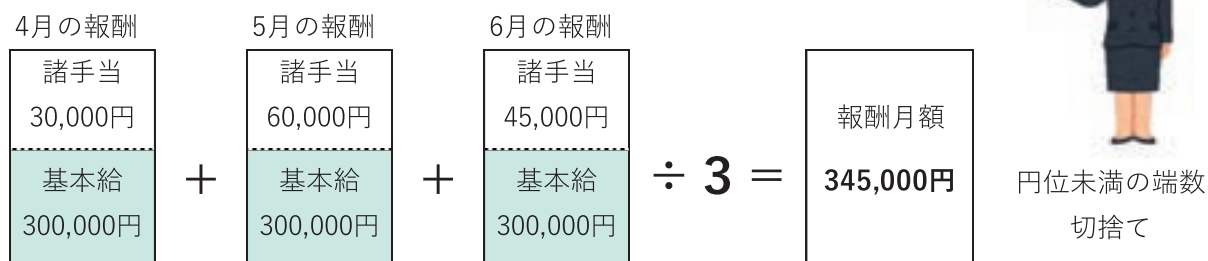 4月の報酬
諸手当
30,000円
基本給
300,000円
+
5月の報酬
諸手当
60,000円
基本給
300,000円
+
6月の報酬
諸手当
45,000円
基本給
300,000円
÷ 3 =
報酬月額
345,000円
円位未満の端数
切捨て